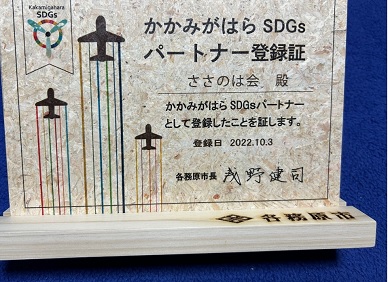 Kakamigahara
SDGs
かかみがはら SDGs
パートナー登録証
ささのは会 殿
かかみがはら SDGsパートナー
として登録したことを証します。
登録日 2022.10.3
各務原市長 浅野健司
各務原市